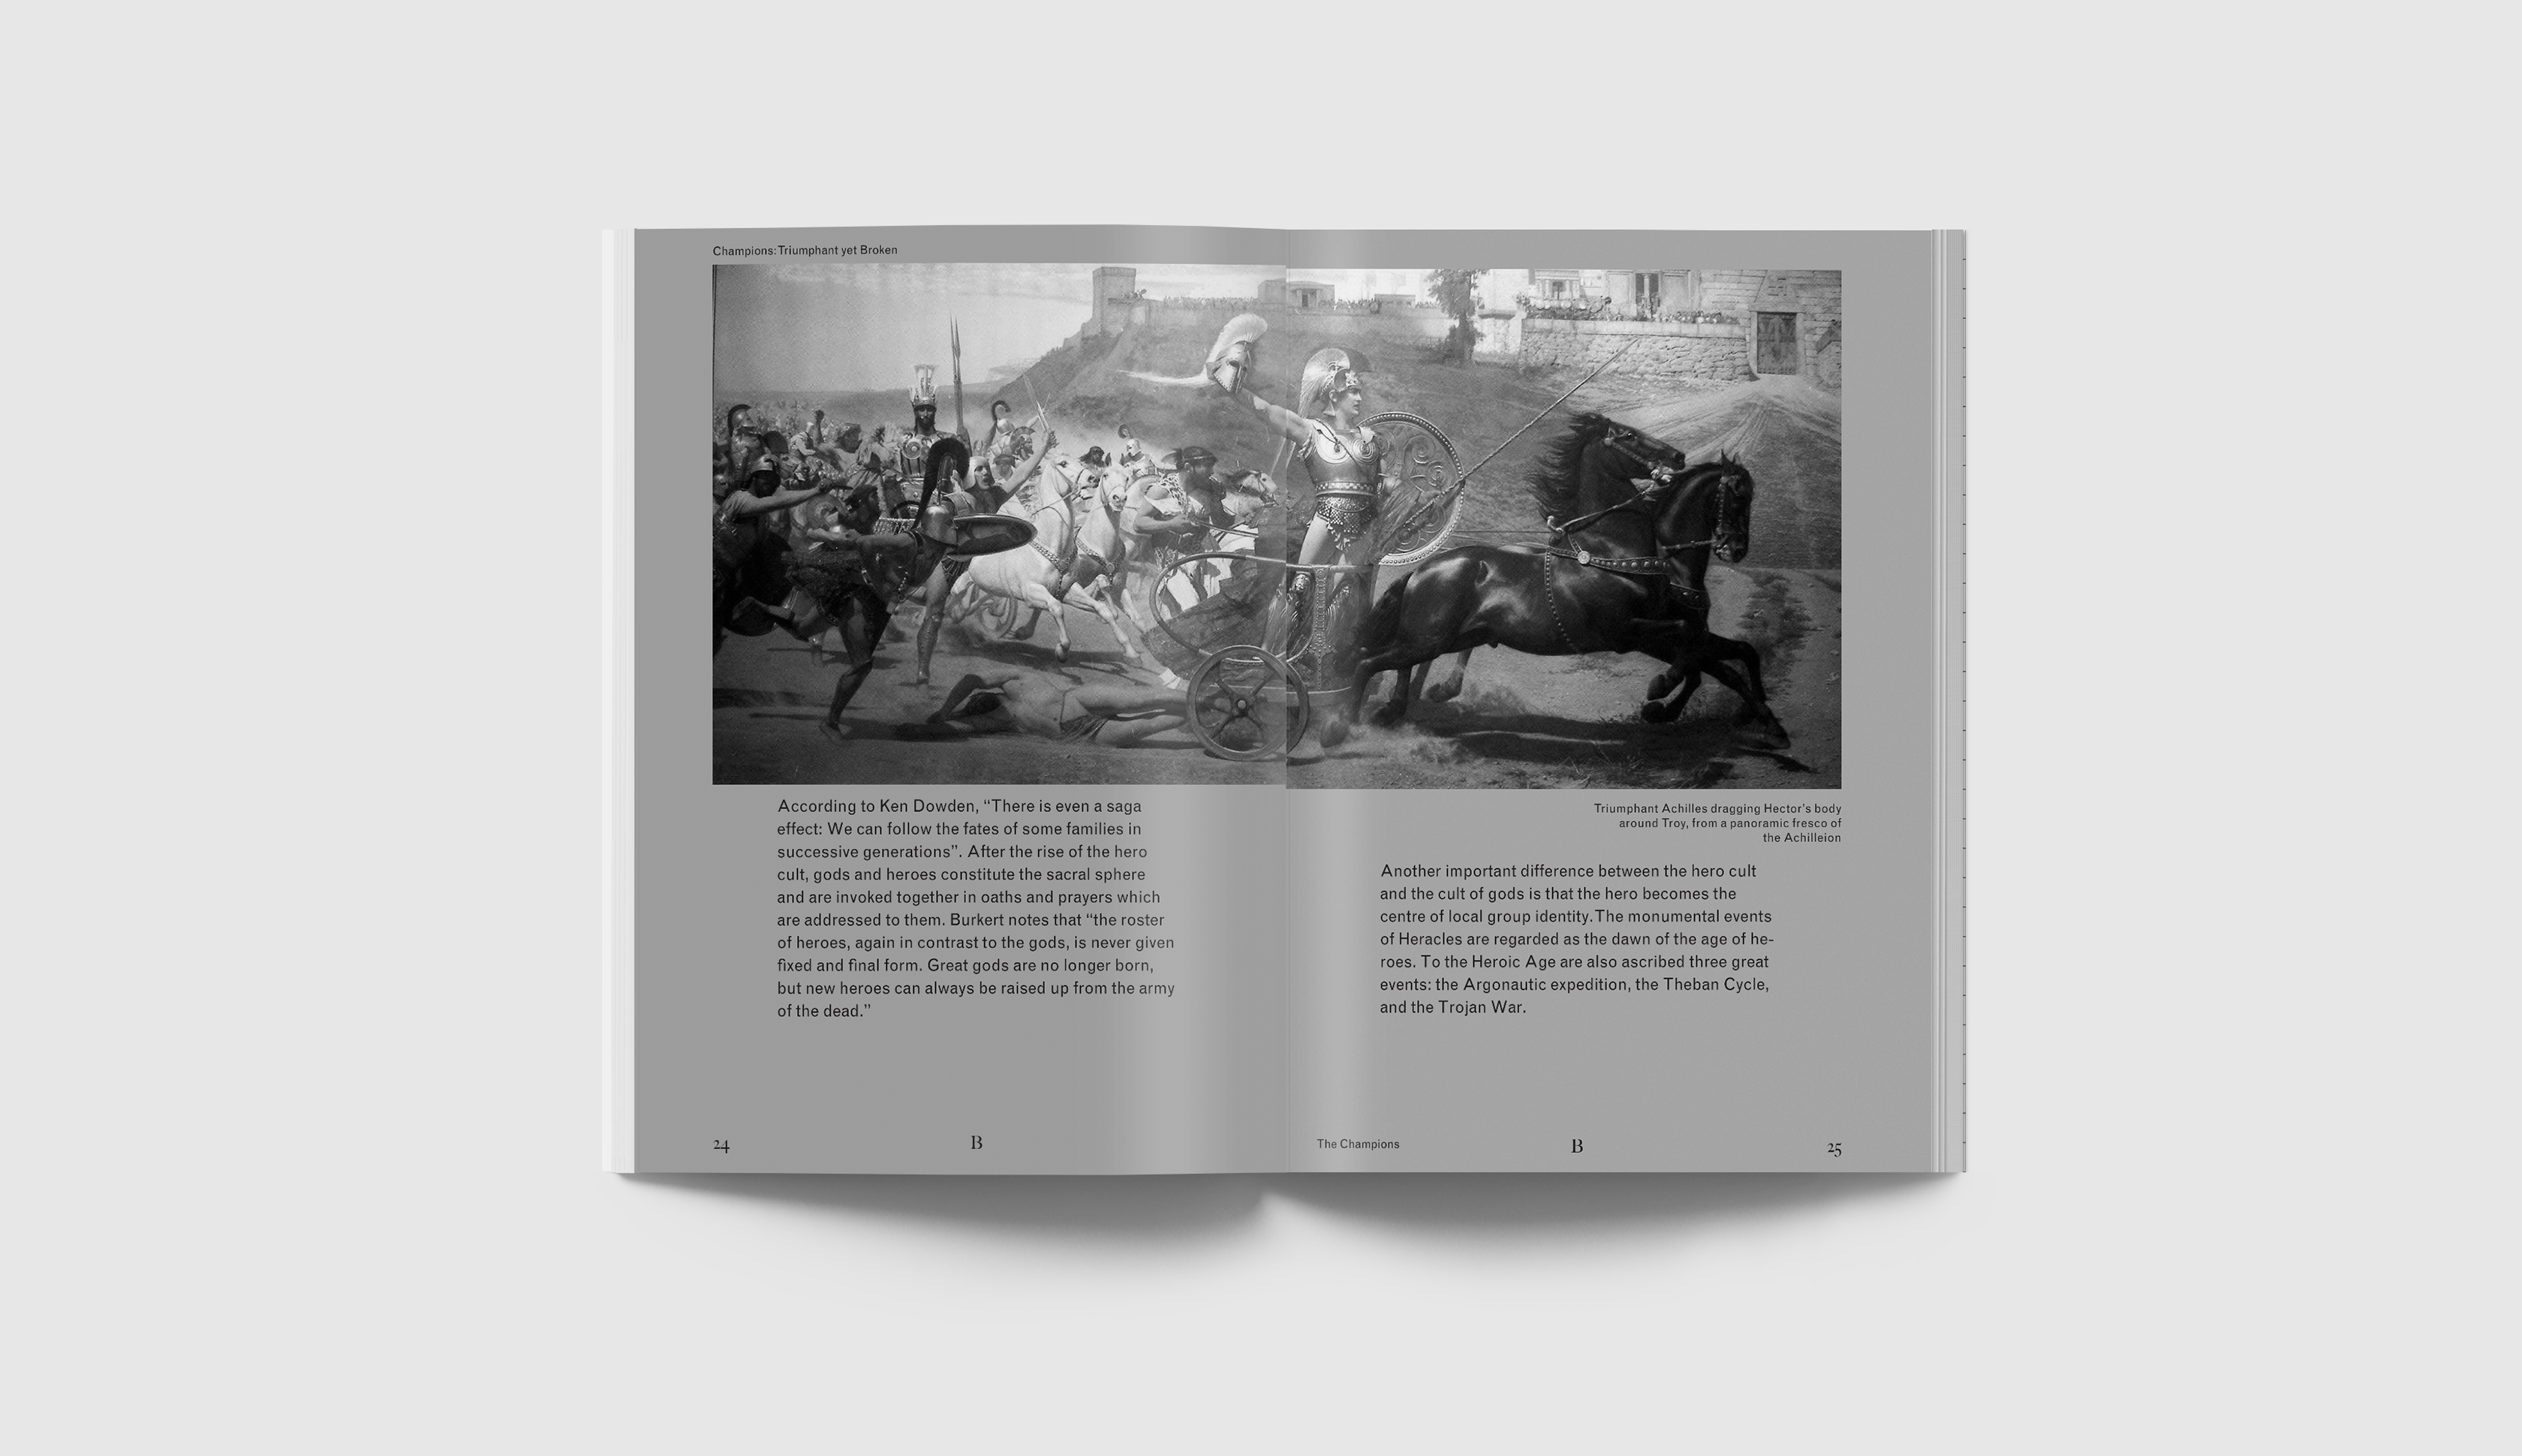 Champions: Triumphant yet Broken
According to Ken Dowden, “There is even a saga
effect: We can follow the fates of some families in
successive generations”. After the rise of the hero
cult, gods and heroes constitute the sacral sphere
and are invoked together in oaths and prayers which
are addressed to them. Burkert notes that “the roster
of heroes, again in contrast to the gods, is never given
fixed and final form. Great gods are no longer born,
but new heroes can always be raised up from the army
of the dead.”
24
B
Triumphant Achilles dragging Hector’s body
around Troy, from a panoramic fresco of
the Achilleion
Another important difference between the hero cult
and the cult of gods is that the hero becomes the
centre of local group identity. The monumental events
of Heracles are regarded as the dawn of the age of he-
roes. To the Heroic Age are also ascribed three great
events: the Argonautic expedition, the Theban Cycle,
and the Trojan War.
The Champions
B
25